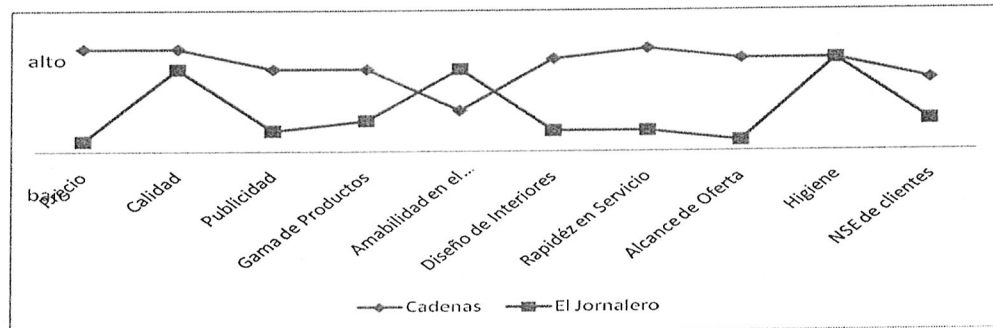 alto
bajo
Precio
Calidad
Publicidad
Gama de Productos
Amabilidad en el...
Diseño de Interiores
Rapidéz en Servicio
Alcance de Oferta
Higiene
NSE de clientes
Cadenas
El Jornalero